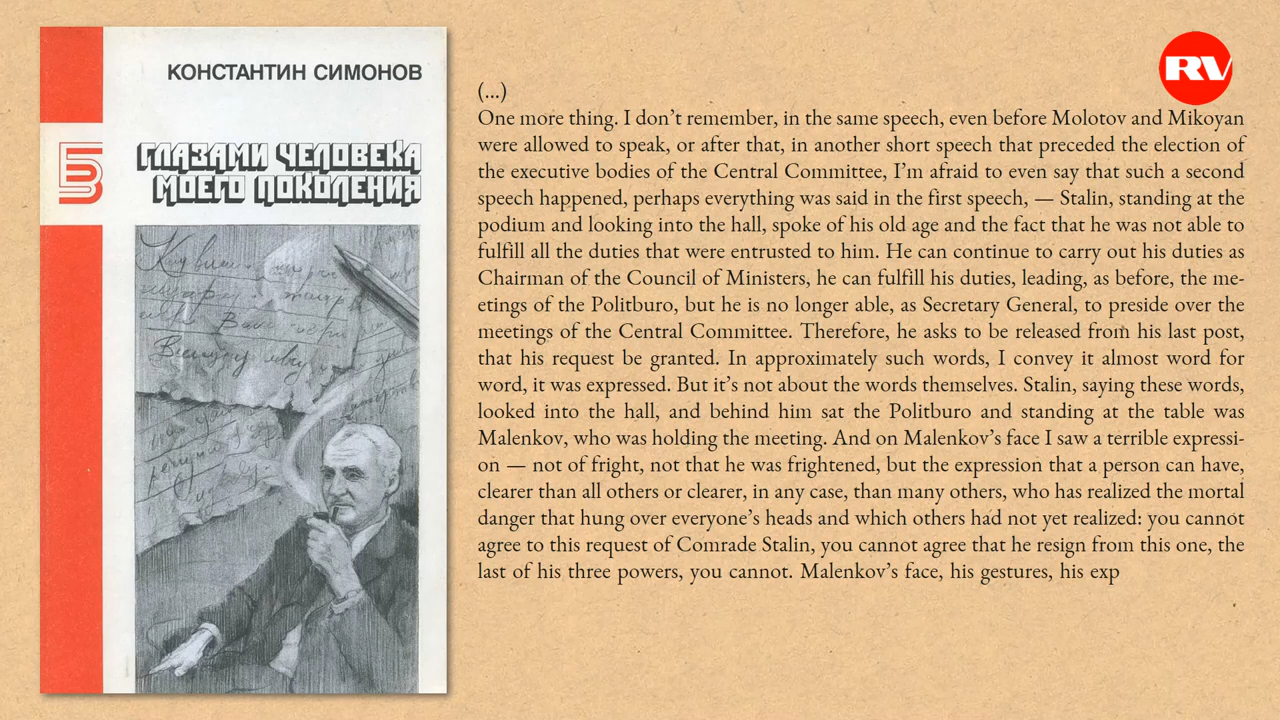 КОНСТАНТИН СИМОНОВ
Б3
ГЛАЗАМИ ЧЕЛОВЕКА
МОЕГО ПОКОЛЕНИЯ
RV
(...)
One more thing. I don’t remember, in the same speech, even before Molotov and Mikoyan
were allowed to speak, or after that, in another short speech that preceded the election of
the executive bodies of the Central Committee, I’m afraid to even say that such a second
speech happened, perhaps everything was said in the first speech, — Stalin, standing at the
podium and looking into the hall, spoke of his old age and the fact that he was not able to
fulfill all the duties that were entrusted to him. He can continue to carry out his duties as
Chairman of the Council of Ministers, he can fulfill his duties, leading, as before, the me-
etings of the Politburo, but he is no longer able, as Secretary General, to preside over the
meetings of the Central Committee. Therefore, he asks to be released from his last post,
that his request be granted. In approximately such words, I convey it almost word for
word, it was expressed. But it’s not about the words themselves. Stalin, saying these words,
looked into the hall, and behind him sat the Politburo and standing at the table was
Malenkov, who was holding the meeting. And on Malenkov’s face I saw a terrible expressi-
on — not of fright, not that he was frightened, but the expression that a person can have,
clearer than all others or clearer, in any case, than many others, who has realized the mortal
danger that hung over everyone’s heads and which others had not yet realized: you cannot
agree to this request of Comrade Stalin, you cannot agree that he resign from this one, the
last of his three powers, you cannot. Malenkov’s face, his gestures, his exp